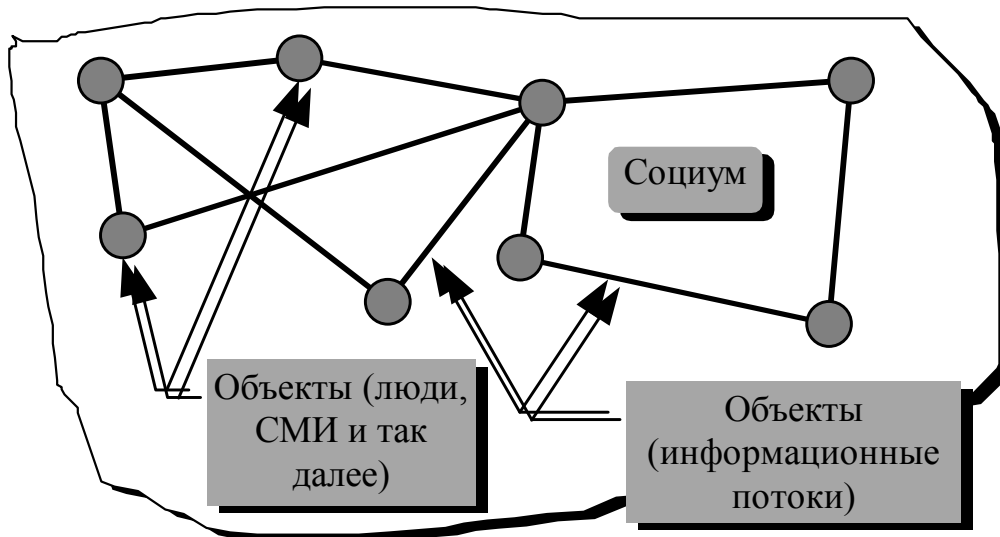 Социум
Объекты (люди,
СМИ и так
далее)
Объекты
(информационные
потоки)